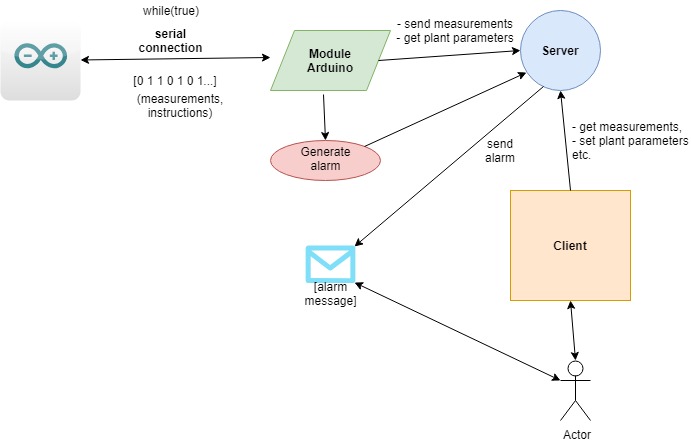 while(true)
serial
connection
[0 1 1 0 1 0 1...]
(measurements,
instructions)
Module
Arduino
- send measurements
- get plant parameters
Server
Generate
alarm
send
alarm
- get measurements,
- set plant parameters
etc.
Client
[alarm
message]
Actor